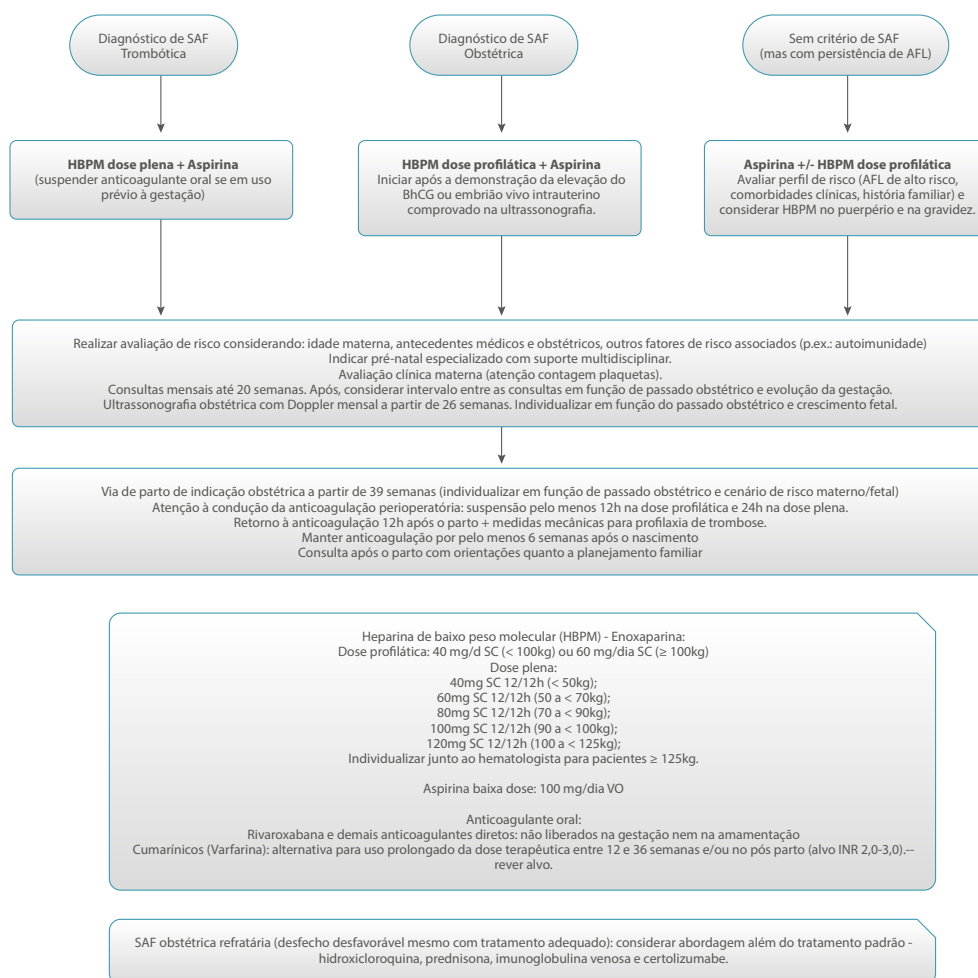 Diagnóstico de SAF
Trombótica
Diagnóstico de SAF
Obstétrica
Sem critério de SAF
(mas com persistência de AFL)
HBPM dose plena + Aspirina
(suspender anticoagulante oral se em uso
prévio à gestação)
HBPM dose profilática + Aspirina
Iniciar após a demonstração da elevação do
BhCG ou embrião vivo intrauterino
comprovado na ultrassonografia.
Aspirina +/- HBPM dose profilática
Avaliar perfil de risco (AFL de alto risco,
comorbidades clínicas, história familiar) e
considerar HBPM no puerpério e na gravidez.
Realizar avaliação de risco considerando: idade materna, antecedentes médicos e obstétricos, outros fatores de risco associados (p.ex.: autoimunidade)
Indicar pré-natal especializado com suporte multidisciplinar.
Avaliação clínica materna (atenção contagem plaquetas).
Consultas mensais até 20 semanas. Após, considerar intervalo entre as consultas em função de passado obstétrico e evolução da gestação.
Ultrassonografia obstétrica com Doppler mensal a partir de 26 semanas. Individualizar em função do passado obstétrico e crescimento fetal.
Via de parto de indicação obstétrica a partir de 39 semanas (individualizar em função de passado obstétrico e cenário de risco materno/fetal)
Atenção à condução da anticoagulação perioperatória: suspensão pelo menos 12h na dose profilática e 24h na dose plena.
Retorno à anticoagulação 12h após o parto + medidas mecânicas para profilaxia de trombose.
Manter anticoagulação por pelo menos 6 semanas após o nascimento
Consulta após o parto com orientações quanto a planejamento familiar
Heparina de baixo peso molecular (HBPM) - Enoxaparina:
Dose profilática: 40 mg/d SC (< 100kg) ou 60 mg/dia SC (≥ 100kg)
Dose plena:
40mg SC 12/12h (< 50kg);
60mg SC 12/12h (50 a < 70kg);
80mg SC 12/12h (70 a < 90kg);
100mg SC 12/12h (90 a < 100kg);
120mg SC 12/12h (100 a < 125kg);
Individualizar junto ao hematologista para pacientes ≥ 125kg.
Aspirina baixa dose: 100 mg/dia VO
Anticoagulante oral:
Rivaroxabana e demais anticoagulantes diretos: não liberados na gestação nem na amamentação
Cumarínicos (Varfarina): alternativa para uso prolongado da dose terapêutica entre 12 e 36 semanas e/ou no pós parto (alvo INR 2,0-3,0).--
rever alvo.
SAF obstétrica refratária (desfecho desfavorável mesmo com tratamento adequado): considerar abordagem além do tratamento padrão -
hidroxicloroquina, prednisona, imunoglobulina venosa e certolizumabe.